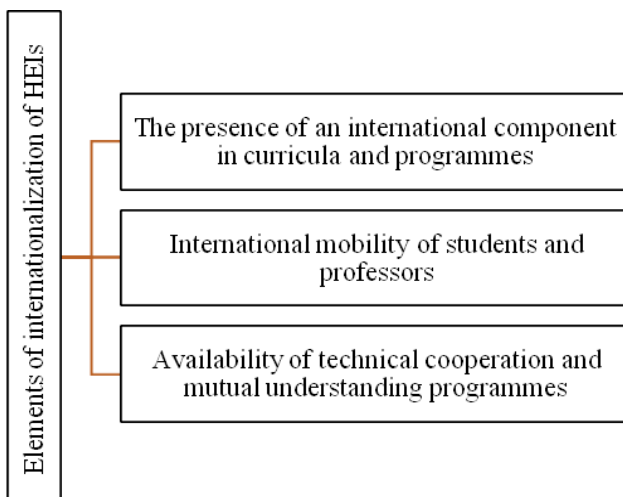 Elements of internationalization of HEIs
The presence of an international component
in curricula and programmes
International mobility of students and
professors
Availability of technical cooperation and
mutual understanding programmes